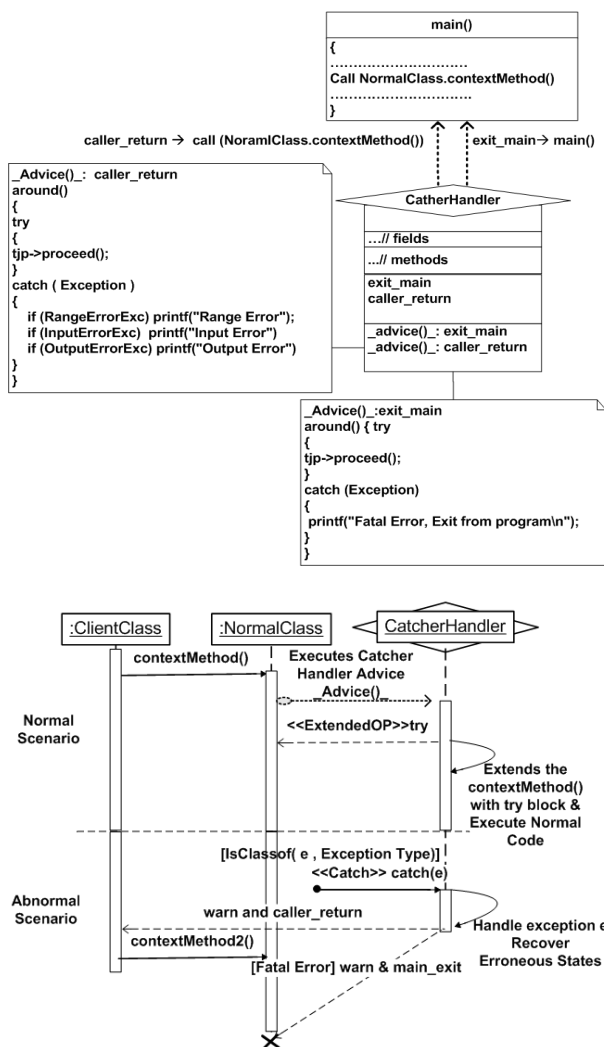 main()
{
..............................
Call NormalClass.contextMethod()
...............................
}
caller_return → call (NoramlClass.contextMethod())
exit_main→ main()
_Advice()_: caller_return
around()
{
try
{
tjp->proceed();
}
catch ( Exception )
{
if (RangeErrorExc) printf("Range Error");
if (InputErrorExc) printf("Input Error")
if (OutputErrorExc) printf("Output Error")
}
}
CatherHandler
...// fields
...// methods
exit_main
caller_return
_advice()_: exit_main
_advice()_: caller_return
_Advice()_:exit_main
around() { try
{
tjp->proceed();
}
catch (Exception)
{
printf("Fatal Error, Exit from program\n");
}
}
:ClientClass
:NormalClass
CatcherHandler
contextMethod()
Executes Catcher
Handler Advice
_Advice()_
Normal
Scenario
<<ExtendedOP>>try
Extends the
contextMethod()
with try block &
Execute Normal
Code
[IsClassof( e , Exception Type)]
<<Catch>> catch(e)
Abnormal
Scenario
warn and caller_return
Handle exception e
Recover
Erroneous States
contextMethod2()
[Fatal Error] warn & main_exit